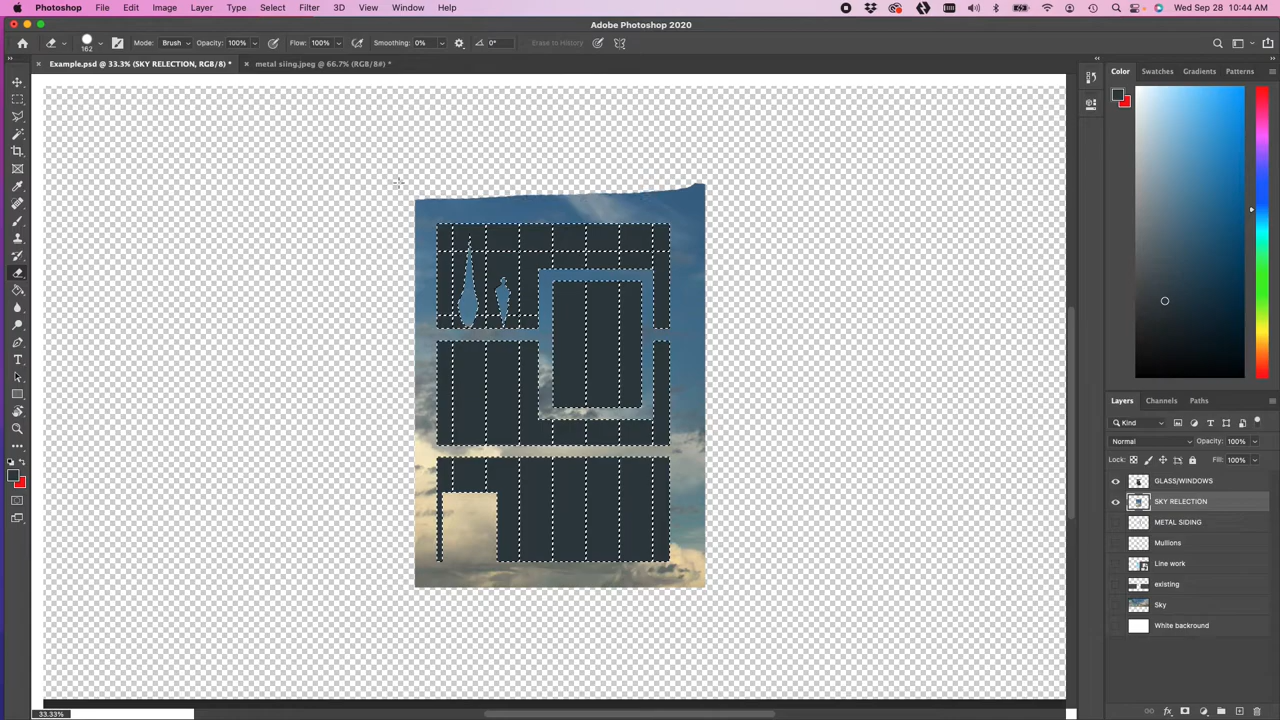 Photoshop File Edit Image Layer Type Select Filter 3D View Window Help Wed Sep 28 10:44 AM
Adobe Photoshop 2020
162 Mode: Brush Opacity: 100% Flow: 100% Smoothing: 0% 0° Erase to History
Example.psd @ 33.3% (SKY RELECTION, RGB/8) * metal siing.jpeg @ 66.7% (RGB/8#) *
Color Swatches Gradients Patterns
Layers Channels Paths
Kind
Normal Opacity: 100%
Lock: Fill: 100%
GLASS/WINDOWS
SKY RELECTION
METAL SIDING
Mullions
Line work
existing
Sky
White backround
33.33%